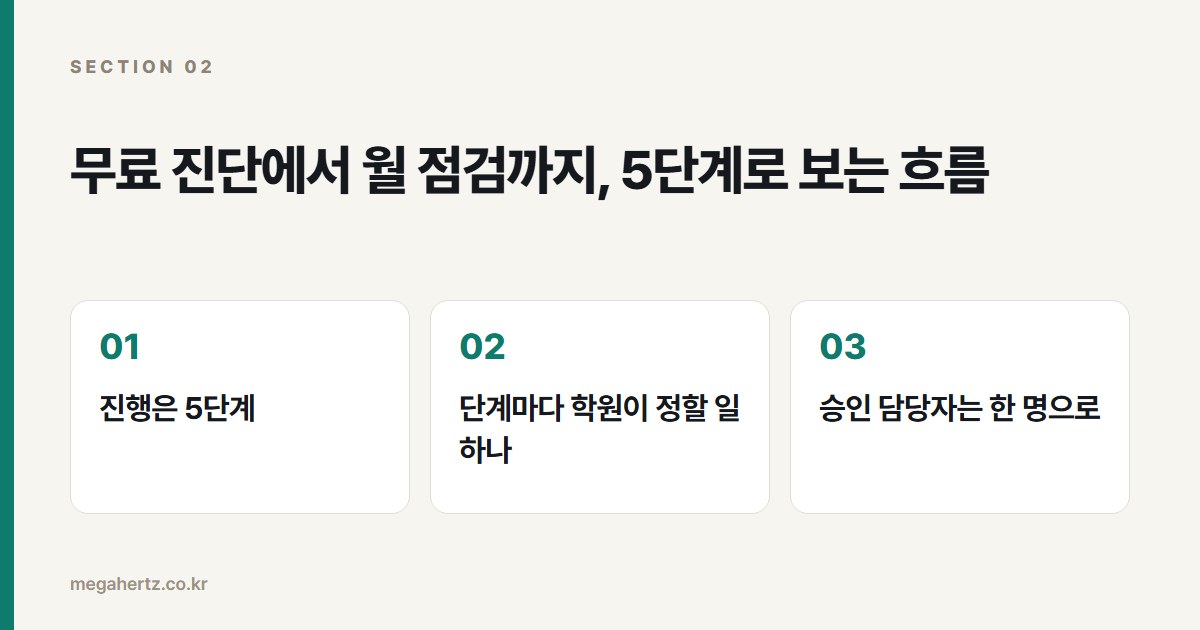 SECTION 02
무료 진단에서 월 점검까지, 5단계로 보는 흐름
01
진행은 5단계
02
단계마다 학원이 정할 일
하나
03
승인 담당자는 한 명으로
megahertz.co.kr